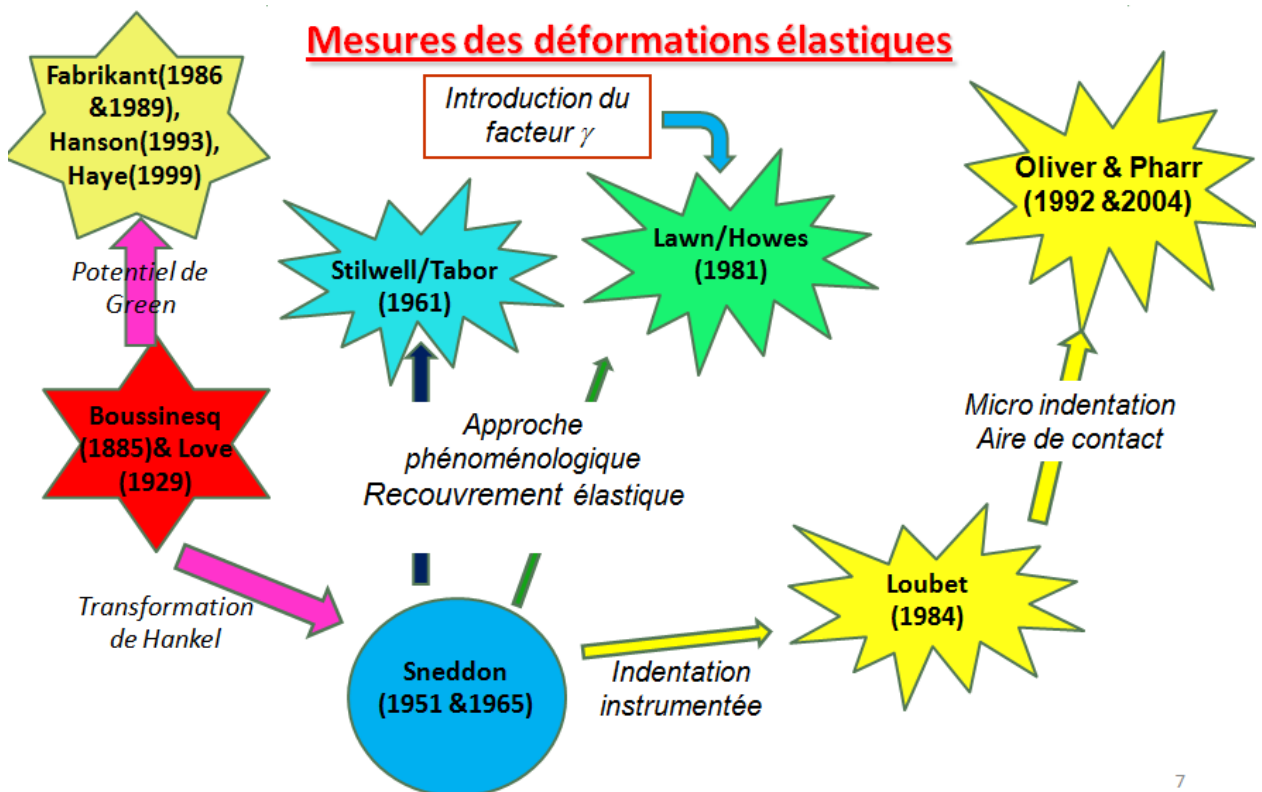 Mesures des déformations élastiques
Fabrikant(1986
&1989),
Hanson(1993),
Haye(1999)
Introduction du
facteur γ
Oliver & Pharr
(1992 &2004)
Lawn/Howes
(1981)
Stilwell/Tabor
(1961)
Potentiel de
Green
Boussinesq
(1885)& Love
(1929)
Approche
phénoménologique
Recouvrement élastique
Micro indentation
Aire de contact
Transformation
de Hankel
Loubet
(1984)
Sneddon
(1951 &1965)
Indentation
instrumentée
7